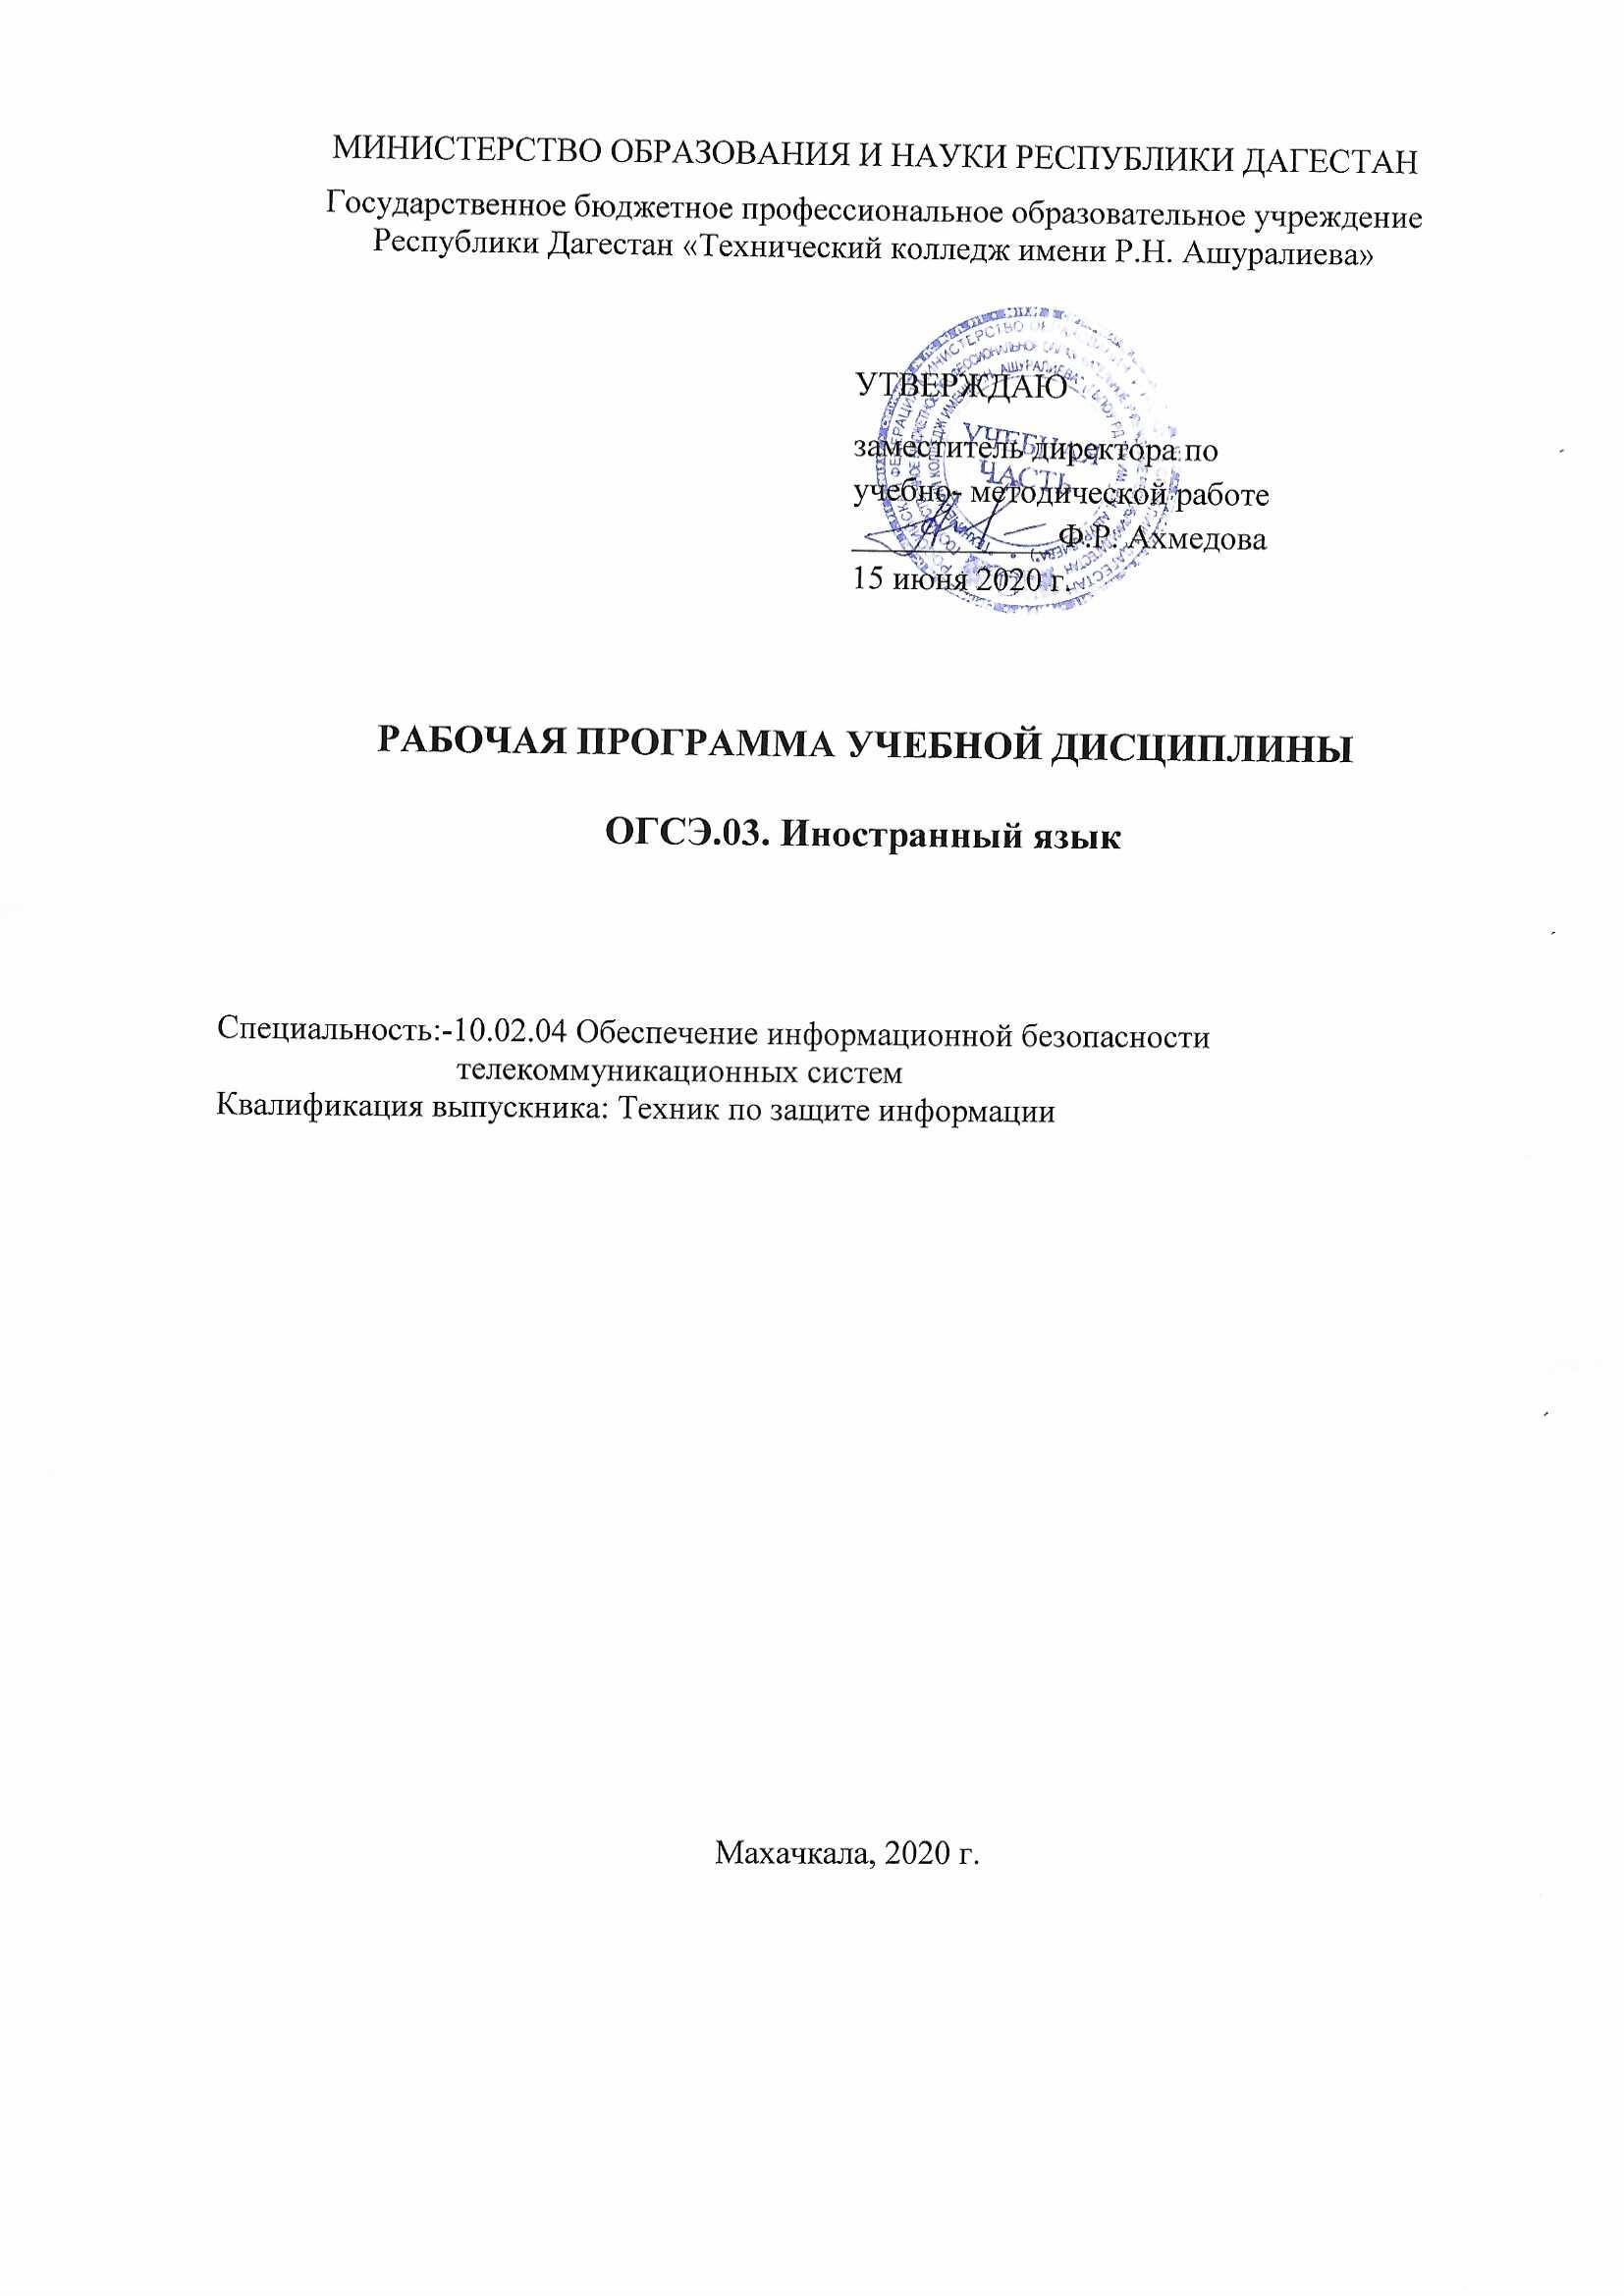 МИНИСТЕРСТВО ОБРАЗОВАНИЯ И НАУКИ РЕСПУБЛИКИ ДАГЕСТАН
Государственное бюджетное профессиональное образовательное учреждение
Республики Дагестан «Технический колледж имени Р.Н. Ашуралиева»
УТВЕРЖДАЮ
заместитель директора по
учебно- методической работе
Ф.Р. Ахмедова
15 июня 2020 г.
УЧЕБНАЯ
ЧАСТЬ
РАБОЧАЯ ПРОГРАММА УЧЕБНОЙ ДИСЦИПЛИНЫ
ОГСЭ.03. Иностранный язык
Специальность:-10.02.04 Обеспечение информационной безопасности
телекоммуникационных систем
Квалификация выпускника: Техник по защите информации
Махачкала, 2020 г.